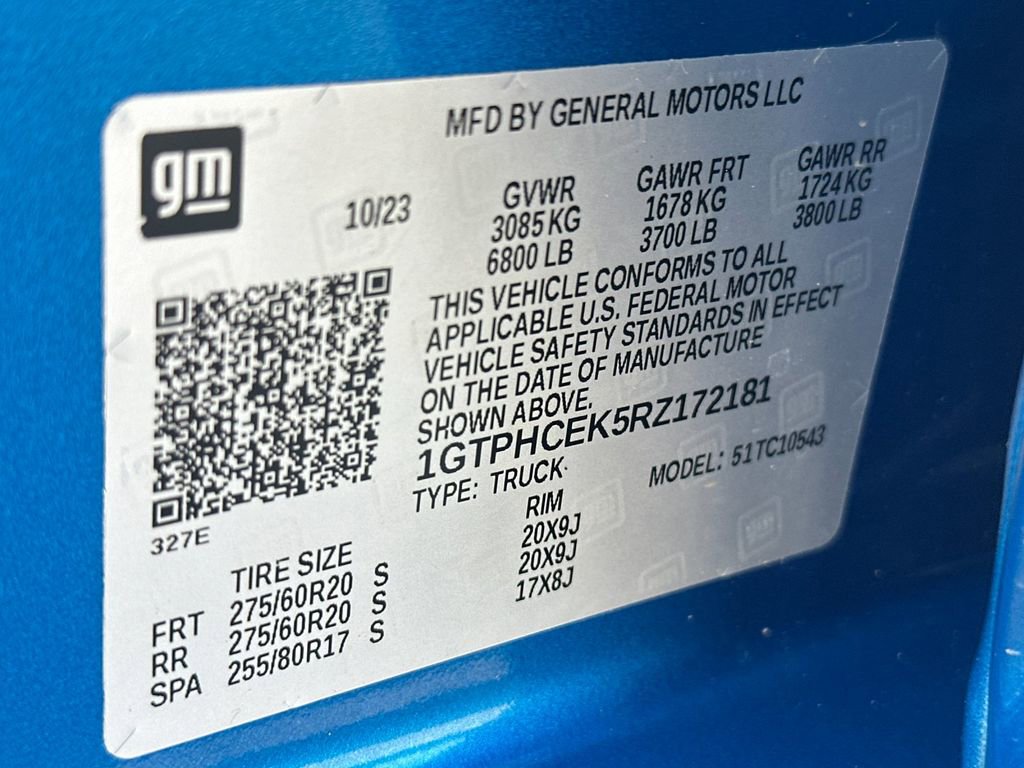 gm
MFD BY GENERAL MOTORS LLC
10/23
GVWR
3085 KG
6800 LB
GAWR FRT
1678 KG
3700 LB
GAWR RR
1724 KG
3800 LB
THIS VEHICLE CONFORMS TO ALL
APPLICABLE U.S. FEDERAL MOTOR
VEHICLE SAFETY STANDARDS IN EFFECT
ON THE DATE OF MANUFACTURE
SHOWN ABOVE.
1GTPHCEK5RZ172181
TYPE: TRUCK MODEL: 51TC10543
327E
TIRE SIZE RIM
FRT 275/60R20 S 20X9J
RR 275/60R20 S 20X9J
SPA 255/80R17 S 17X8J